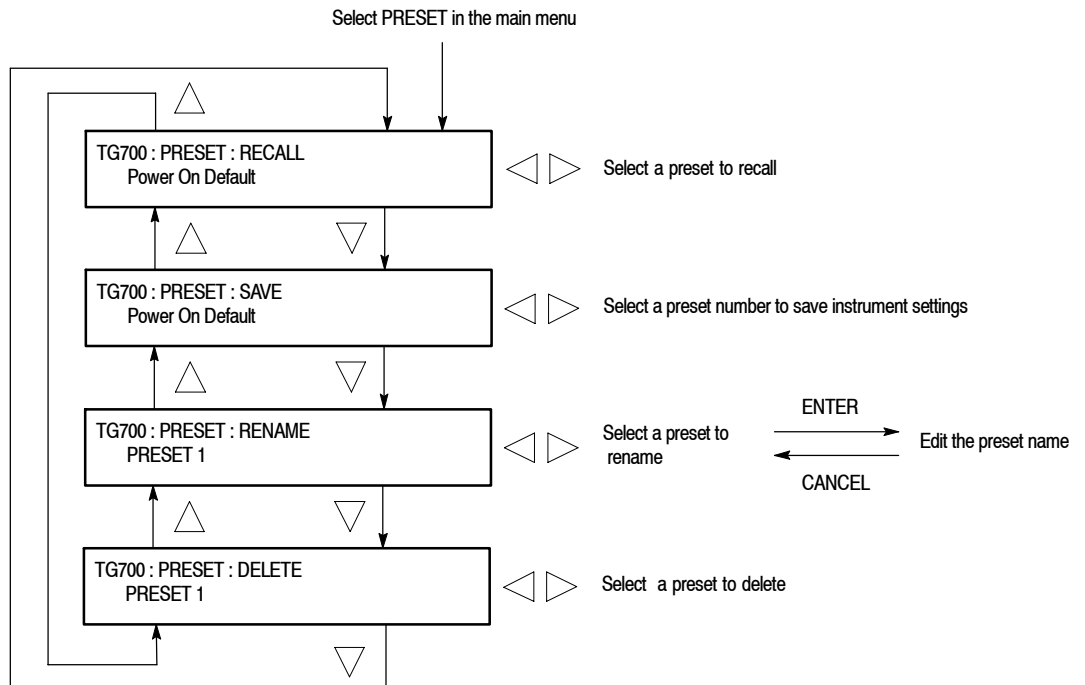 Select PRESET in the main menu
TG700 : PRESET : RECALL
Power On Default
Select a preset to recall
TG700 : PRESET : SAVE
Power On Default
Select a preset number to save instrument settings
TG700 : PRESET : RENAME
PRESET 1
Select a preset to
rename
ENTER
CANCEL
Edit the preset name
TG700 : PRESET : DELETE
PRESET 1
Select a preset to delete